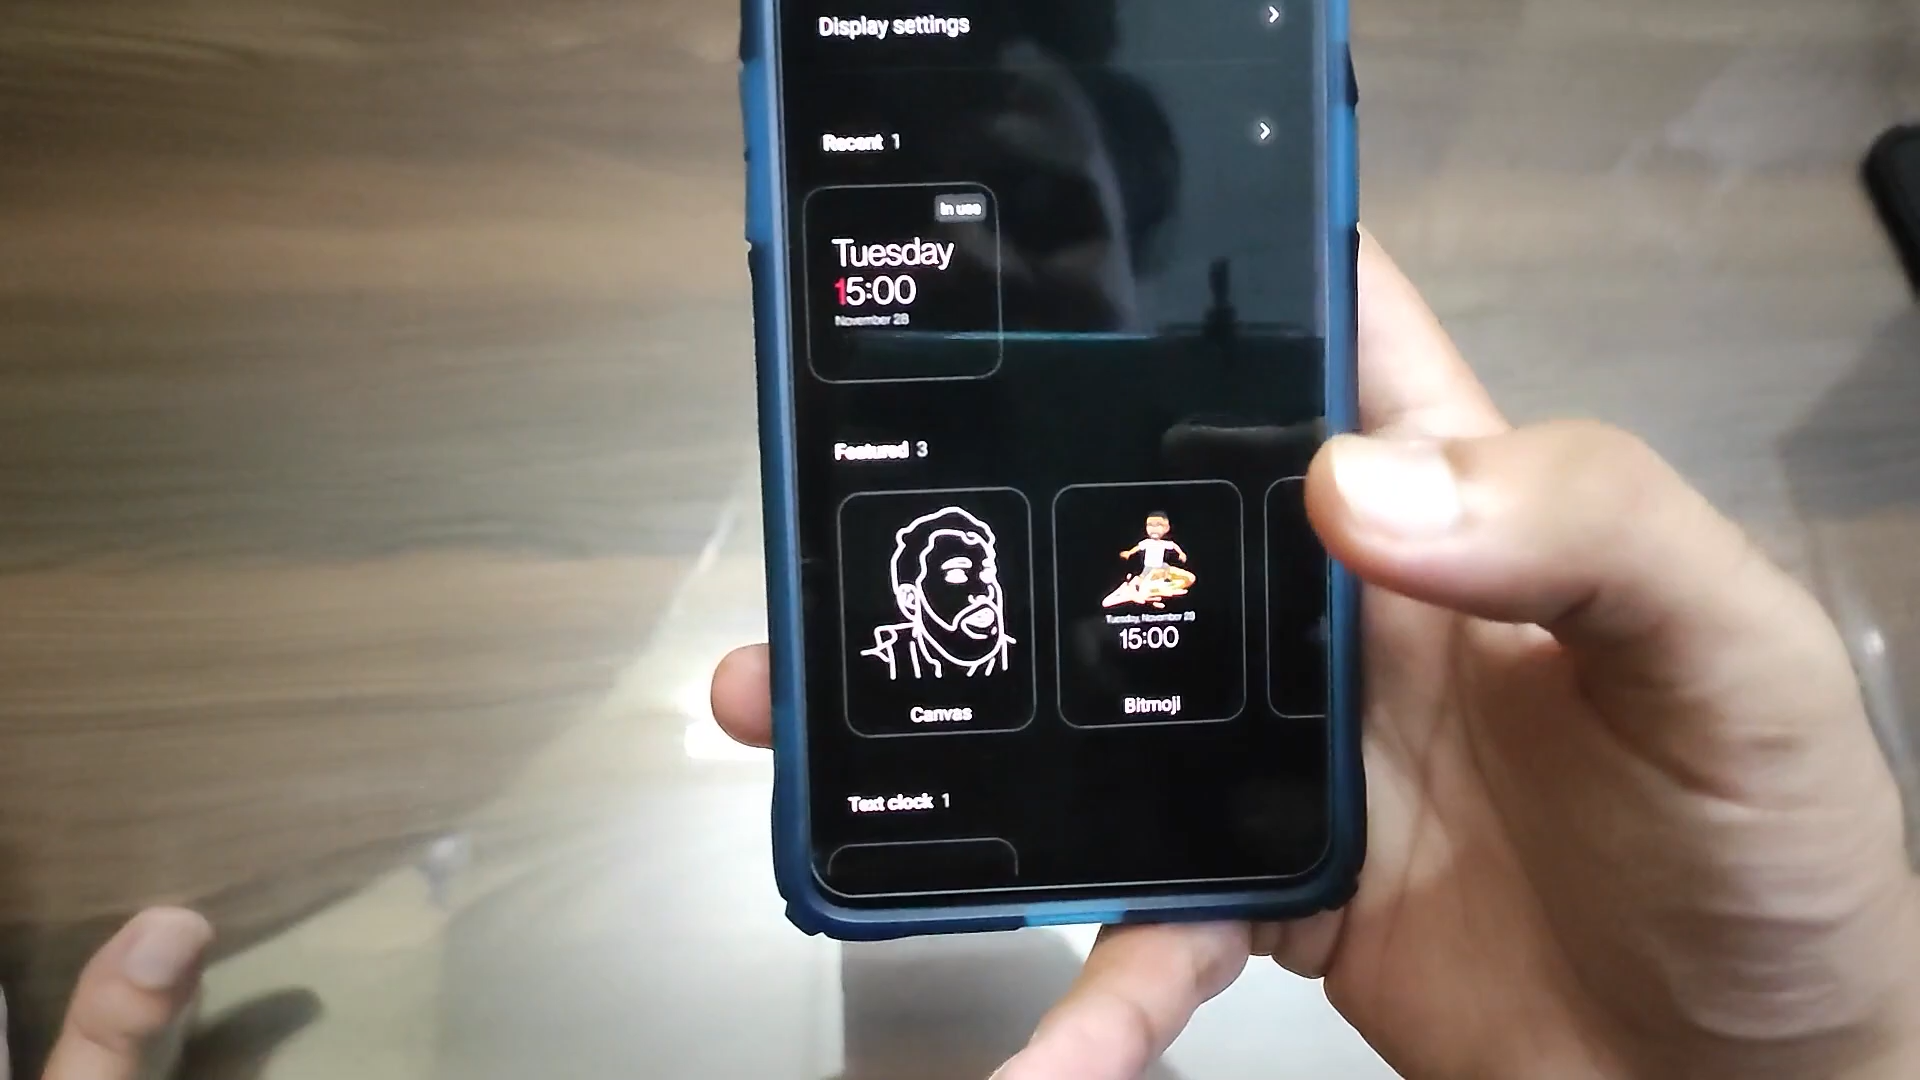 Display settings
Recent 1
In use
Tuesday
15:00
November 28
Featured 3
Tuesday, November 28
15:00
Canvas
Bitmoji
Text clock 1